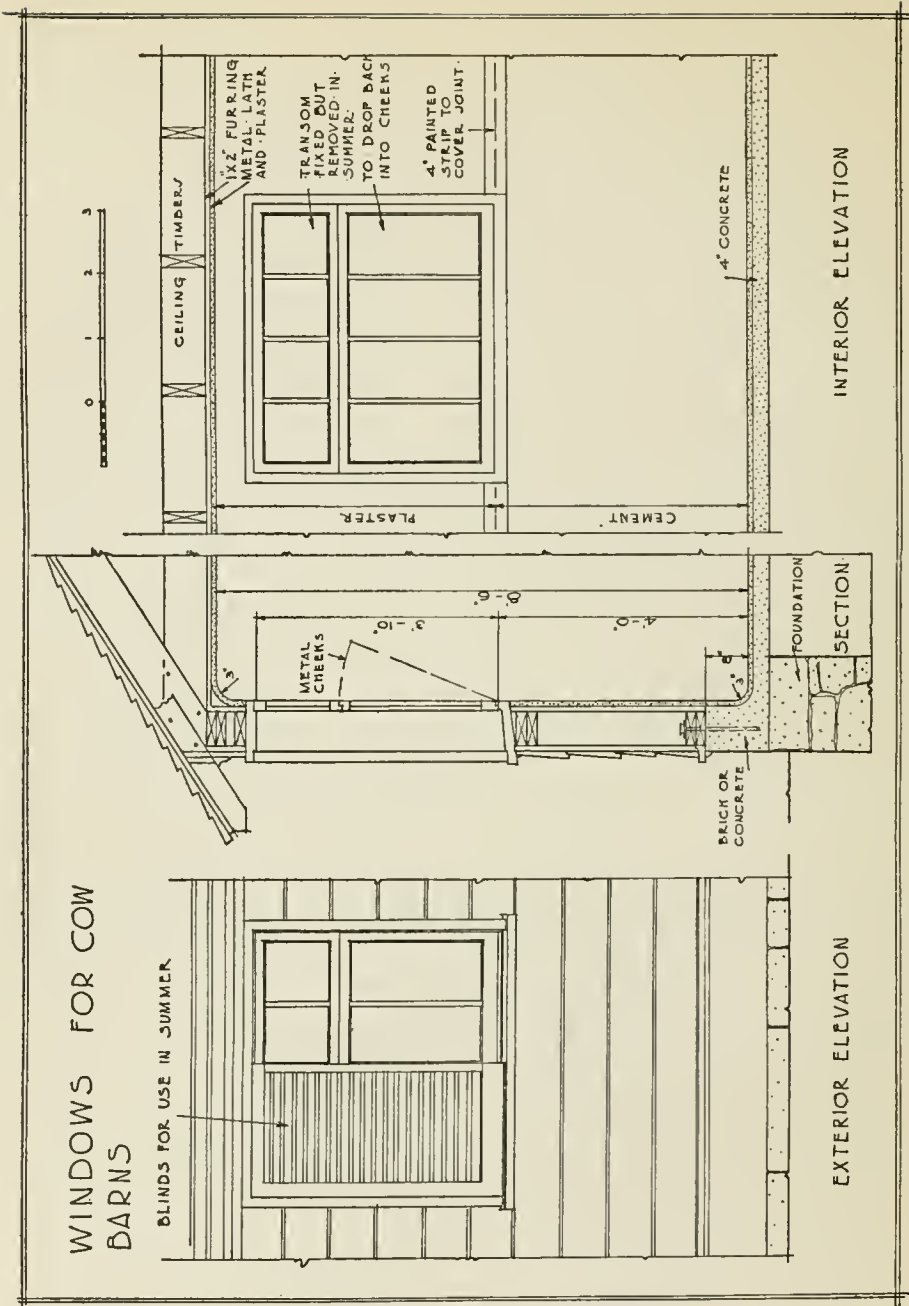 WINDOWS FOR COW
BARNS
BLINDS FOR USE IN SUMMER
EXTERIOR ELEVATION
BRICK OR
CONCRETE
METAL
CHEEKS
3"
3'-10"
8'-6"
4'-0"
8"
3"
FOUNDATION
SECTION
0 1 2 3
CEILING TIMBERS
1"X2" FURRING
METAL·LATH
AND·PLASTER
TRANSOM
FIXED BUT
REMOVED·IN·
SUMMER·
TO·DROP BACK
INTO CHEEKS
4" PAINTED
STRIP TO
COVER JOINT·
PLASTER
CEMENT
4" CONCRETE
INTERIOR ELEVATION